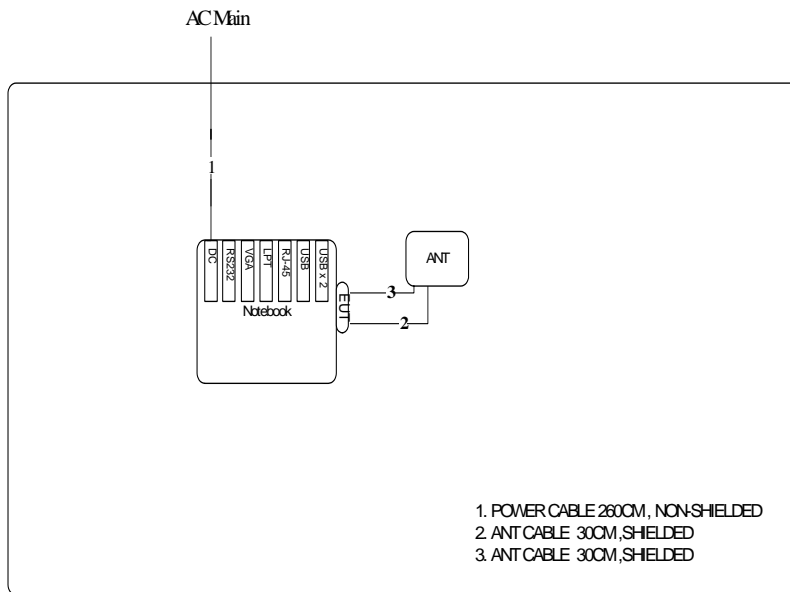 AC Main
1
DC
RS232
VGA
LPT
RJ-45
USB
USB x 2
Notebook
EUT
ANT
3
2
1. POWER CABLE 260CM, NON-SHIELDED
2. ANT CABLE 30CM,SHIELDED
3. ANT CABLE 30CM,SHIELDED